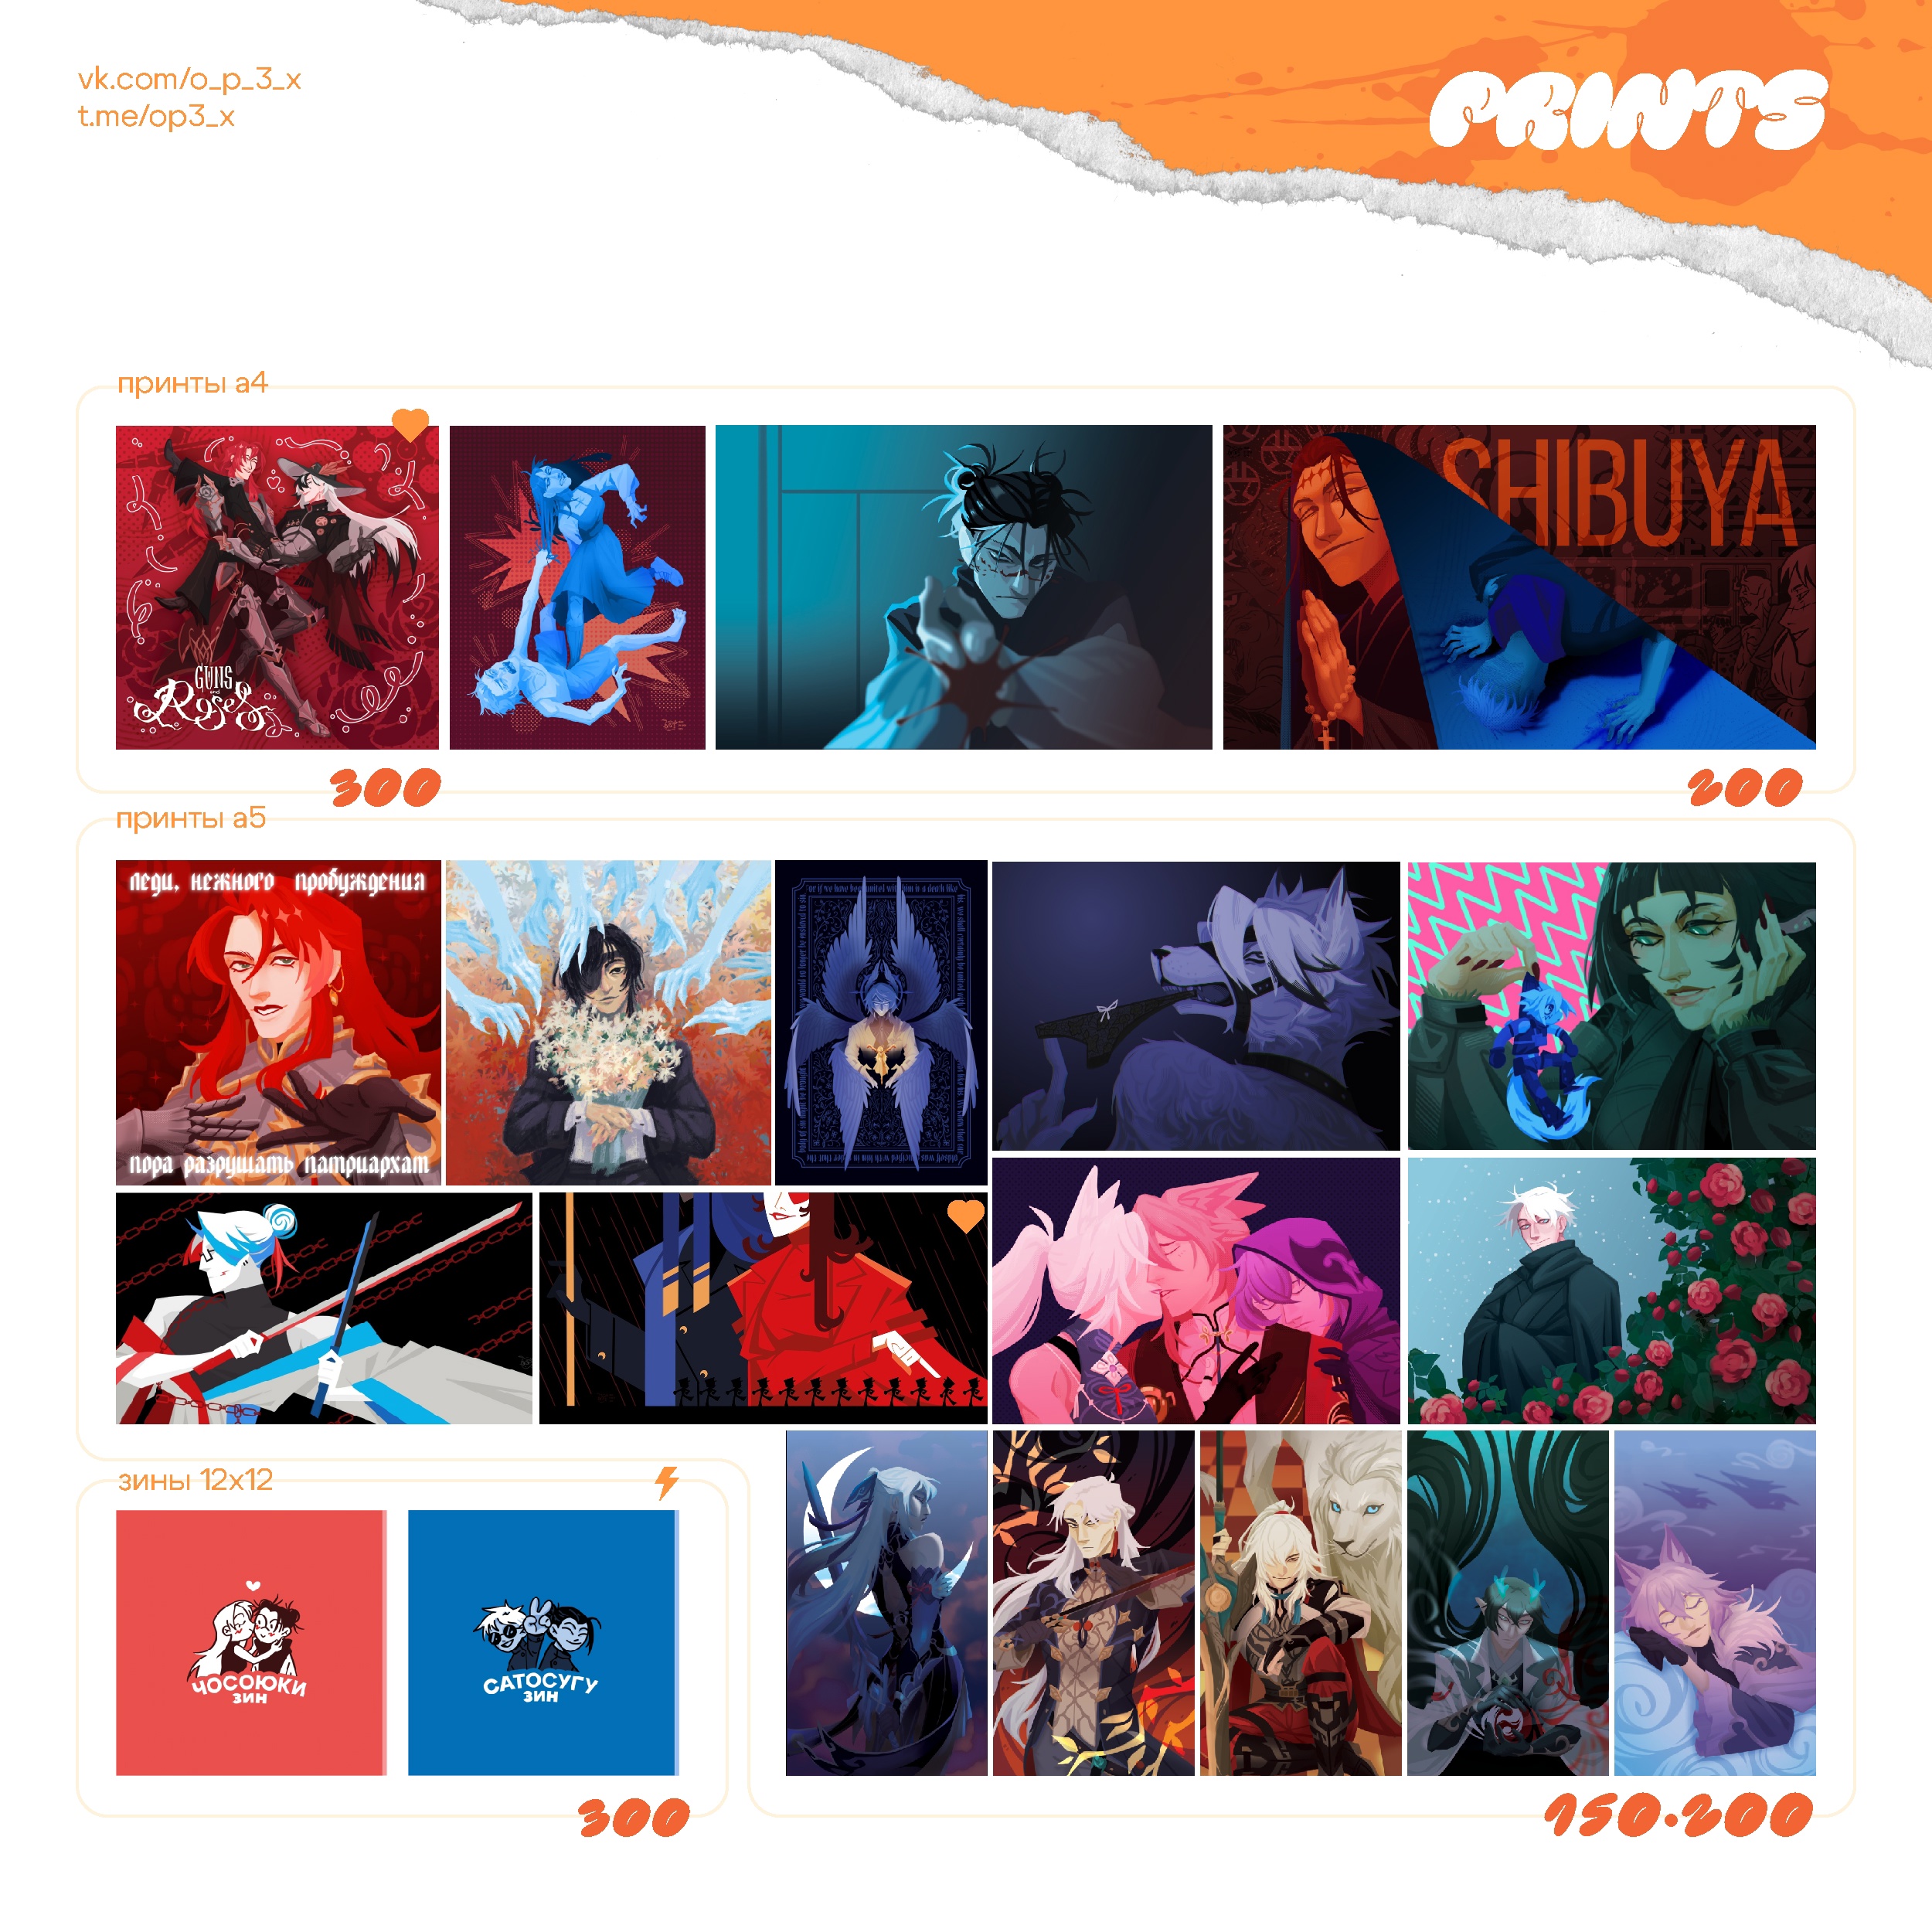 vk.com/o_p_3_x
t.me/op3_x
PRINTS
принты а4
GUNS
and
Roses
SHIBUYA
300
200
принты а5
леди, нежного пробуждения
пора разрушать патриархат
зины 12х12
ЧОСОЮКИ
ЗИН
САТОСУГУ
ЗИН
300
150•200